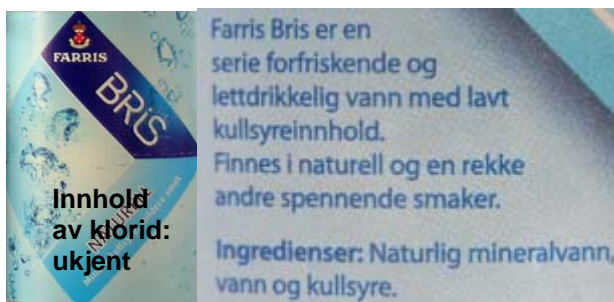 FARRIS
BRIS
NATURELL
Innhold
av klorid:
ukjent
Farris Bris er en
serie forfriskende og
lettdrikkelig vann med lavt
kullsyreinnhold.
Finnes i naturell og en rekke
andre spennende smaker.
Ingredienser: Naturlig mineralvann,
vann og kullsyre.